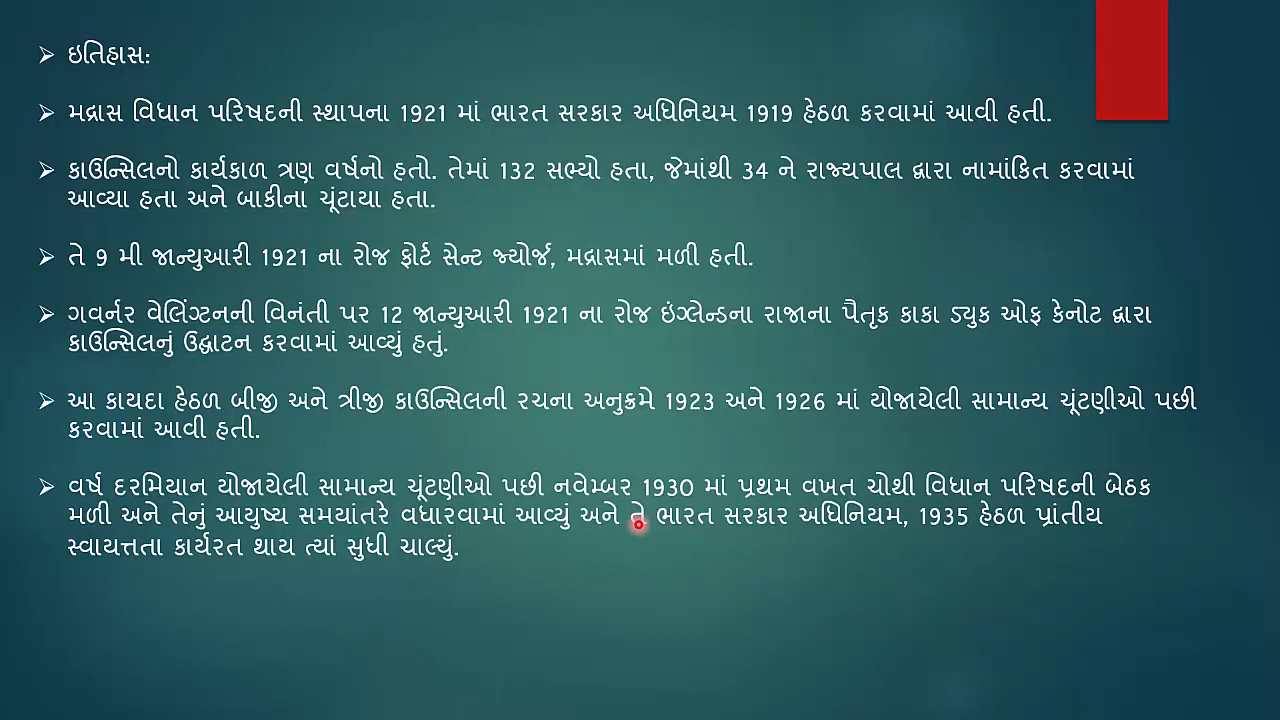 ➢ ઇતિહાસ:
➢ મદ્રાસ વિધાન પરિષદની સ્થાપના 1921 માં ભારત સરકાર અધિનિયમ 1919 હેઠળ કરવામાં આવી હતી.
➢ કાઉન્સિલનો કાર્યકાળ ત્રણ વર્ષનો હતો. તેમાં 132 સભ્યો હતા, જેમાંથી 34 ને રાજ્યપાલ દ્વારા નામાંકિત કરવામાં
આવ્યા હતા અને બાકીના ચૂંટાયા હતા.
➢ તે 9 મી જાન્યુઆરી 1921 ના રોજ ફોર્ટ સેન્ટ જ્યોર્જ, મદ્રાસમાં મળી હતી.
➢ ગવર્નર વેલિંગ્ટનની વિનંતી પર 12 જાન્યુઆરી 1921 ના રોજ ઇંગ્લેન્ડના રાજાના પૈતૃક કાકા ડ્યુક ઓફ કેનોટ દ્વારા
કાઉન્સિલનું ઉદ્ઘાટન કરવામાં આવ્યું હતું.
➢ આ કાયદા હેઠળ બીજી અને ત્રીજી કાઉન્સિલની રચના અનુક્રમે 1923 અને 1926 માં યોજાયેલી સામાન્ય ચૂંટણીઓ પછી
કરવામાં આવી હતી.
➢ વર્ષ દરમિયાન યોજાયેલી સામાન્ય ચૂંટણીઓ પછી નવેમ્બર 1930 માં પ્રથમ વખત ચોથી વિધાન પરિષદની બેઠક
મળી અને તેનું આયુષ્ય સમયાંતરે વધારવામાં આવ્યું અને તે ભારત સરકાર અધિનિયમ, 1935 હેઠળ પ્રાંતીય
સ્વાયત્તતા કાર્યરત થાય ત્યાં સુધી ચાલ્યું.